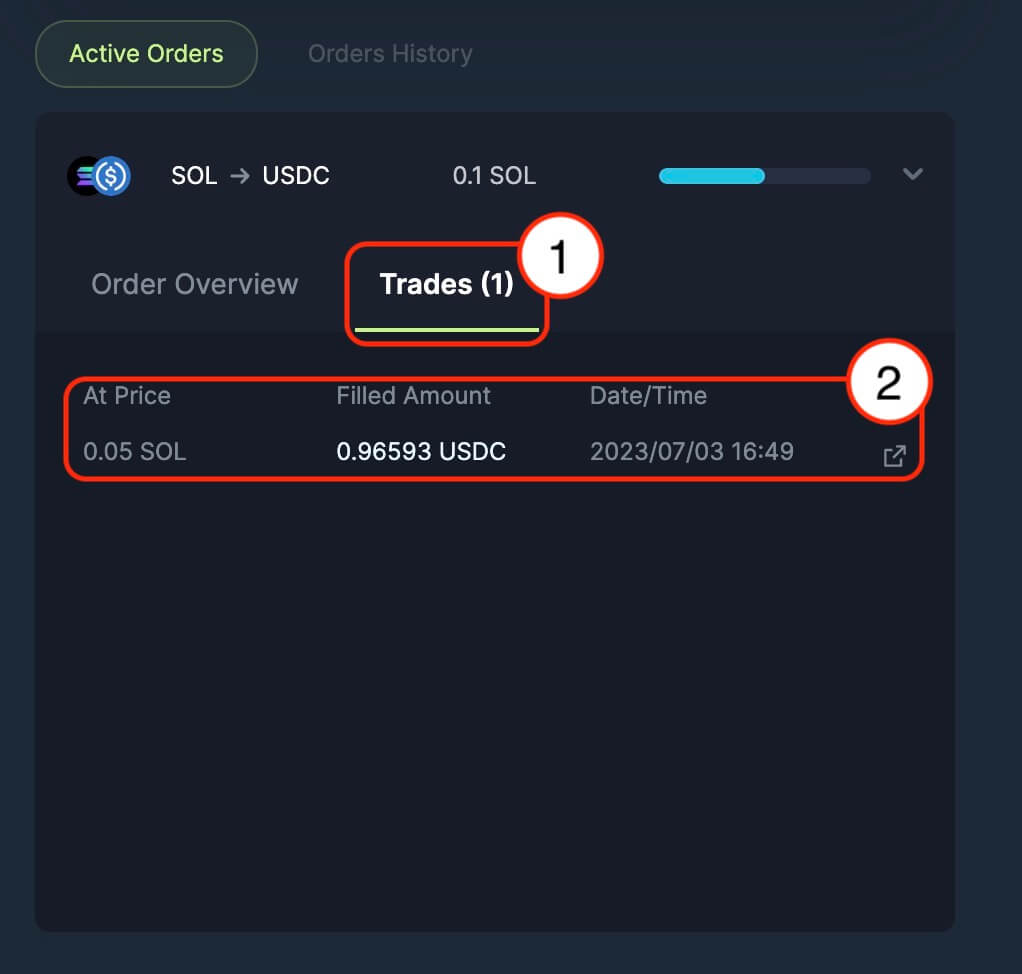 Active Orders Orders History
SOL → USDC 0.1 SOL
1
Order Overview Trades (1)
2
At Price Filled Amount Date/Time
0.05 SOL 0.96593 USDC 2023/07/03 16:49